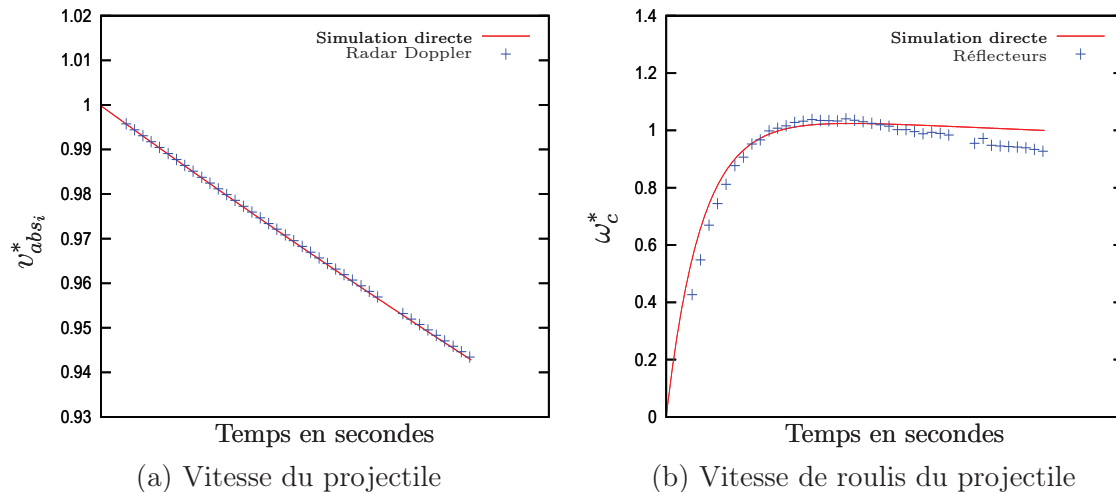 1.02
1.01
1
0.99
0.98
0.97
0.96
0.95
0.94
0.93
v*absi
Simulation directe
Radar Doppler
Temps en secondes
(a) Vitesse du projectile
1.4
1.2
1
0.8
0.6
0.4
0.2
0
ω*c
Simulation directe
Réflecteurs
Temps en secondes
(b) Vitesse de roulis du projectile